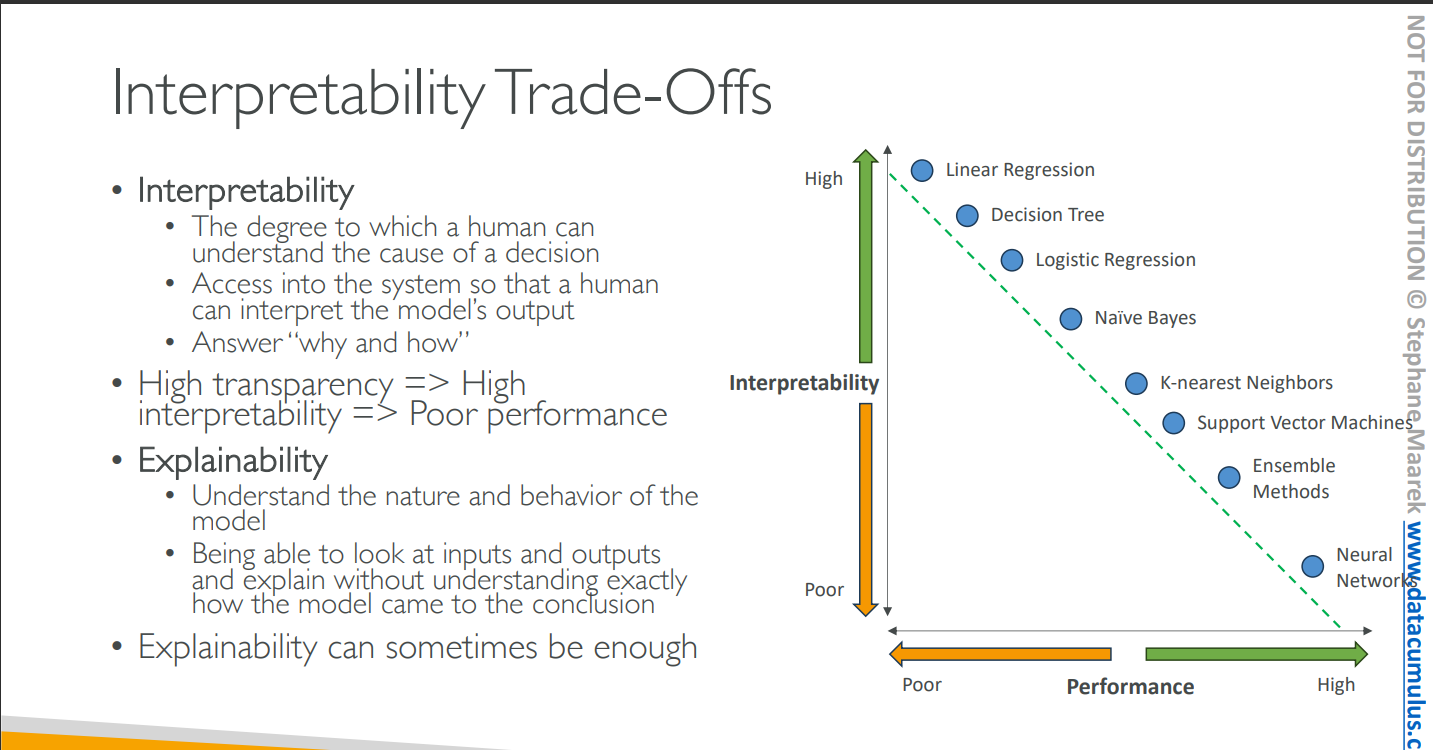 Interpretability Trade-Offs
• Interpretability
• The degree to which a human can
understand the cause of a decision
• Access into the system so that a human
can interpret the model's output
• Answer "why and how"
• High transparency => High
interpretability => Poor performance
• Explainability
• Understand the nature and behavior of the
model
• Being able to look at inputs and outputs
and explain without understanding exactly
how the model came to the conclusion
• Explainability can sometimes be enough
High
Interpretability
Poor
Linear Regression
Decision Tree
Logistic Regression
Naïve Bayes
K-nearest Neighbors
Support Vector Machines
Ensemble
Methods
Neural
Networks
Poor
Performance
High
NOT FOR DISTRIBUTION © Stephane Maarek www.datacumulus.c